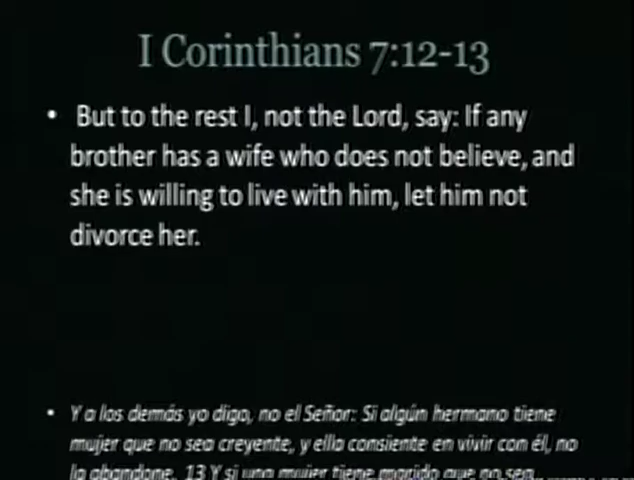 I Corinthians 7:12-13
• But to the rest I, not the Lord, say: If any
brother has a wife who does not believe, and
she is willing to live with him, let him not
divorce her.
• Y a los demás yo digo, no el Señor: Si algún hermano tiene
mujer que no sea creyente, y ella consiente en vivir con él, no
la abandone. 13 Y si una mujer tiene marido que no sea